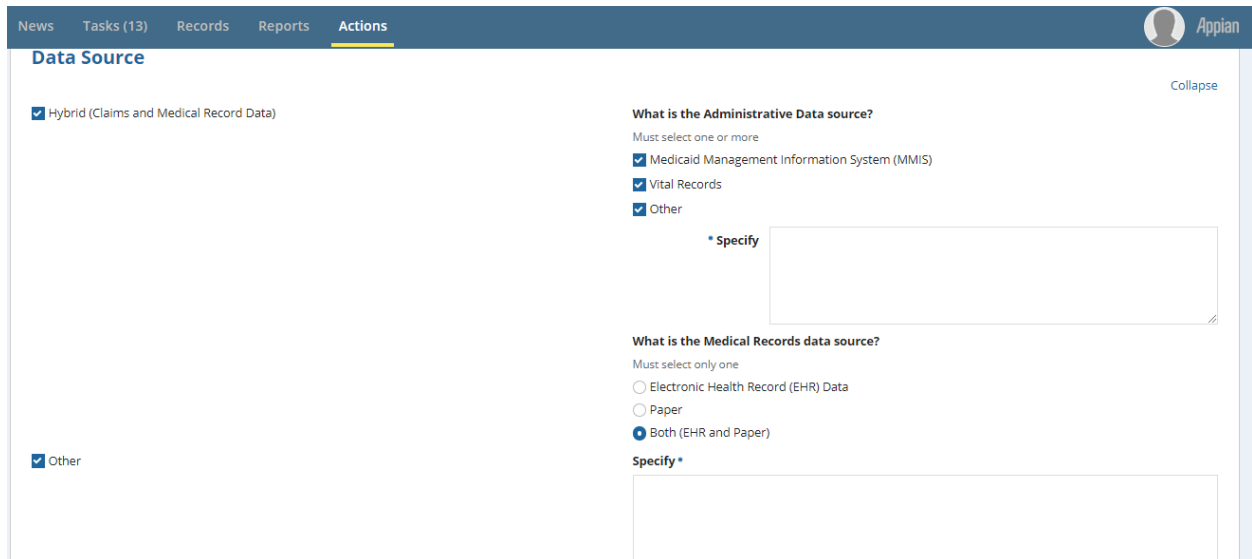 News Tasks (13) Records Reports Actions Appian
Data Source
Collapse
Hybrid (Claims and Medical Record Data)
What is the Administrative Data source?
Must select one or more
Medicaid Management Information System (MMIS)
Vital Records
Other
* Specify
What is the Medical Records data source?
Must select only one
Electronic Health Record (EHR) Data
Paper
Both (EHR and Paper)
Other
Specify *